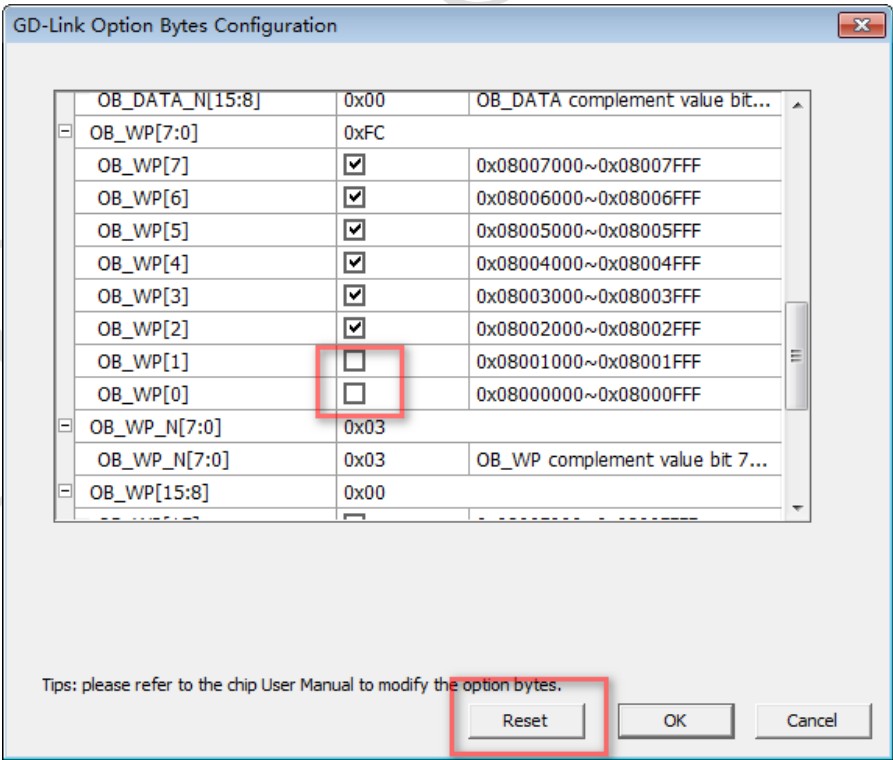 GD-Link Option Bytes Configuration
OB_DATA_N[15:8] 0x00 OB_DATA complement value bit...
OB_WP[7:0] 0xFC
OB_WP[7] 0x08007000~0x08007FFF
OB_WP[6] 0x08006000~0x08006FFF
OB_WP[5] 0x08005000~0x08005FFF
OB_WP[4] 0x08004000~0x08004FFF
OB_WP[3] 0x08003000~0x08003FFF
OB_WP[2] 0x08002000~0x08002FFF
OB_WP[1] 0x08001000~0x08001FFF
OB_WP[0] 0x08000000~0x08000FFF
OB_WP_N[7:0] 0x03
OB_WP_N[7:0] 0x03 OB_WP complement value bit 7...
OB_WP[15:8] 0x00
Tips: please refer to the chip User Manual to modify the option bytes.
Reset OK Cancel